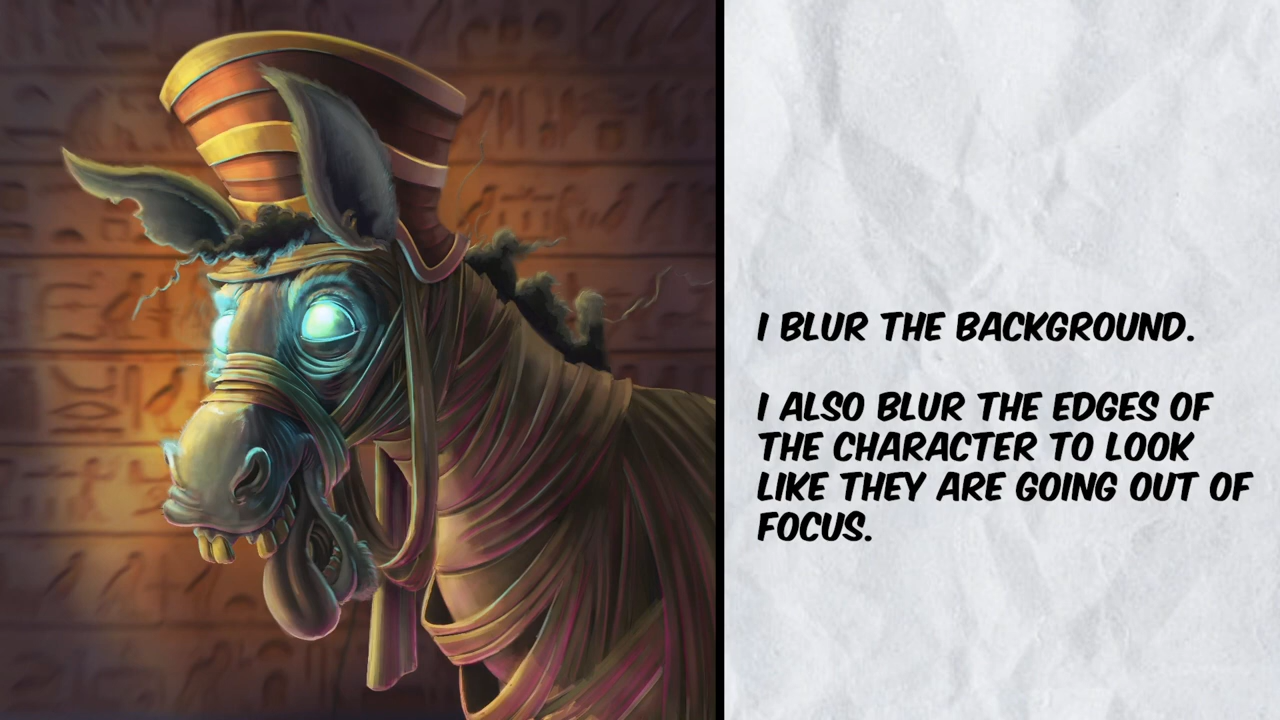 I BLUR THE BACKGROUND.
I ALSO BLUR THE EDGES OF
THE CHARACTER TO LOOK
LIKE THEY ARE GOING OUT OF
FOCUS.